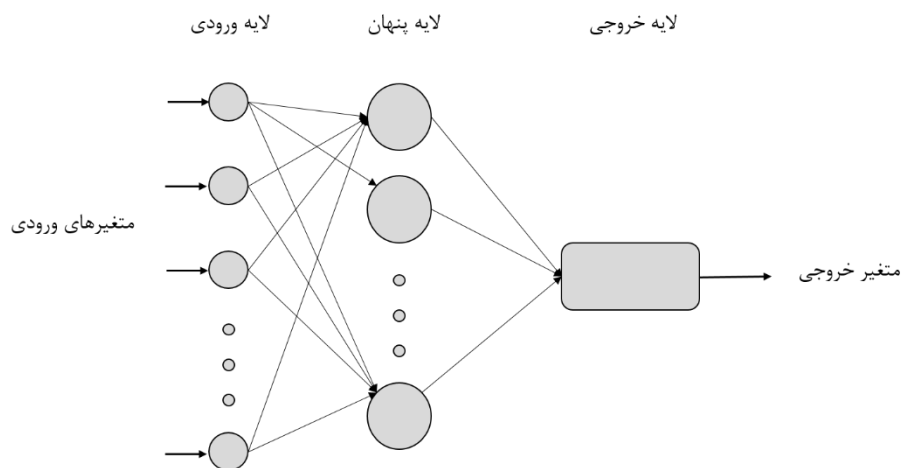 لایه ورودی
لایه پنهان
لایه خروجی
متغیرهای ورودی
متغیر خروجی